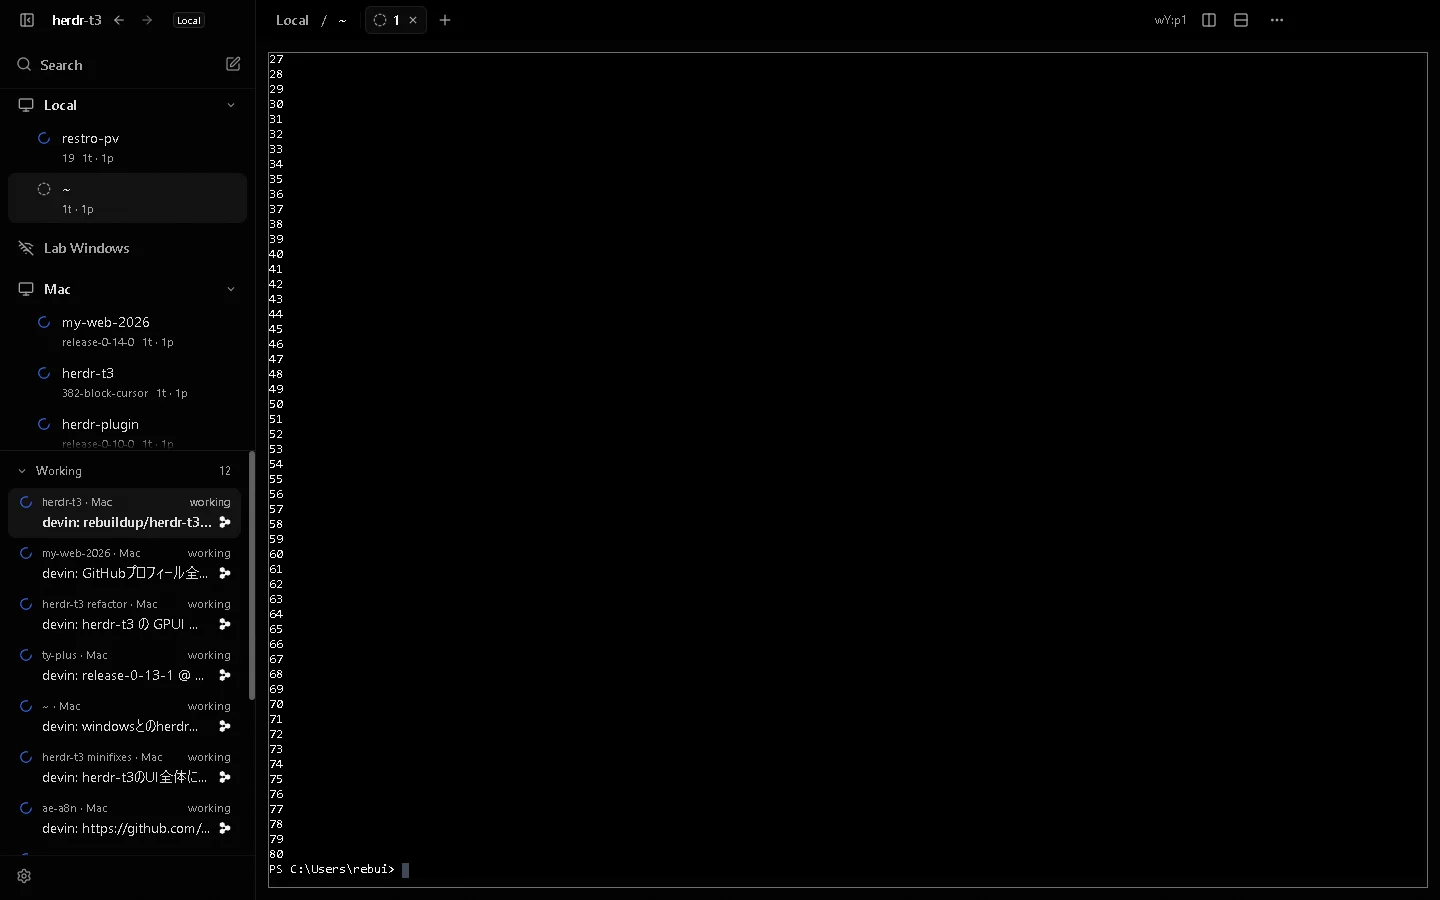 herdr-t3
Local
Search
Local
restro-pv
19 1t · 1p
~
1t · 1p
Lab Windows
Mac
my-web-2026
release-0-14-0 1t · 1p
herdr-t3
382-block-cursor 1t · 1p
herdr-plugin
release-0-10-0 1t · 1p
Working 12
herdr-t3 · Mac working
devin: rebuildup/herdr-t3...
my-web-2026 · Mac working
devin: GitHubプロフィール全...
herdr-t3 refactor · Mac working
devin: herdr-t3 の GPUI ...
ty-plus · Mac working
devin: release-0-13-1 @ ...
~ · Mac working
devin: windowsとのherdr...
herdr-t3 minifixes · Mac working
devin: herdr-t3のUI全体に...
ae-a8n · Mac working
devin: https://github.com/...
Local / ~ 1 × +
wY:p1
27
28
29
30
31
32
33
34
35
36
37
38
39
40
41
42
43
44
45
46
47
48
49
50
51
52
53
54
55
56
57
58
59
60
61
62
63
64
65
66
67
68
69
70
71
72
73
74
75
76
77
78
79
80
PS C:\Users\rebui>